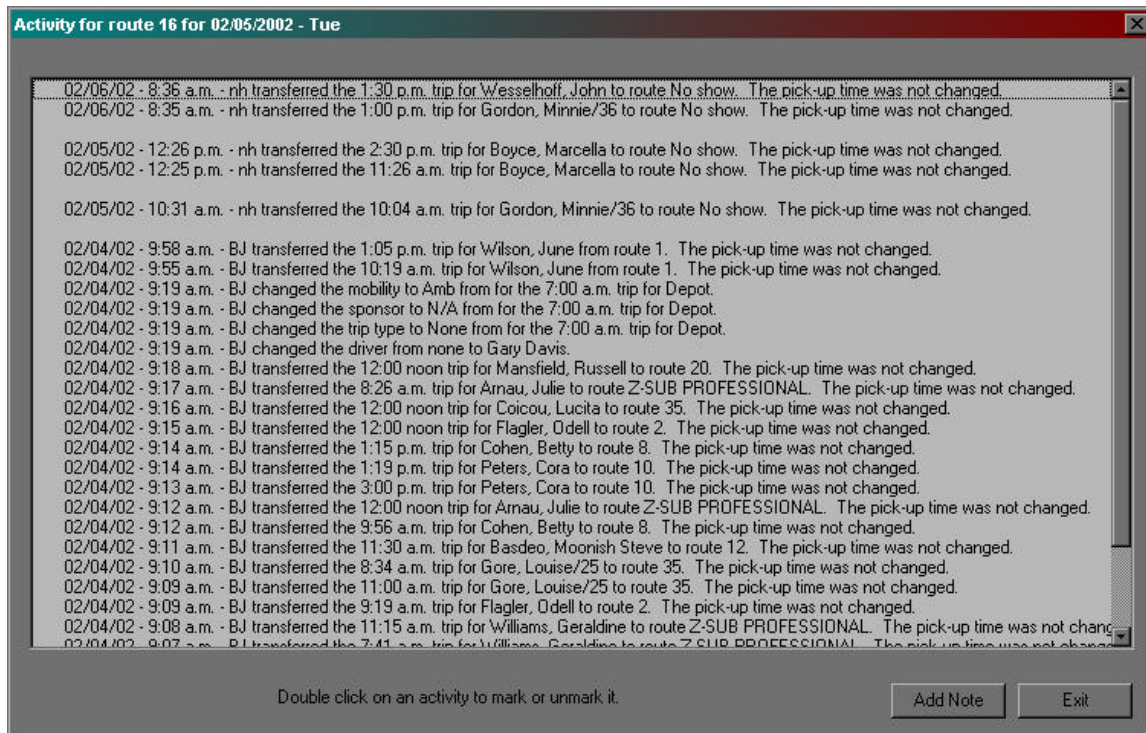 Activity for route 16 for 02/05/2002 - Tue
02/06/02 - 8:36 a.m. - nh transferred the 1:30 p.m. trip for Wesselhoff, John to route No show.  The pick-up time was not changed.
02/06/02 - 8:35 a.m. - nh transferred the 1:00 p.m. trip for Gordon, Minnie/36 to route No show.  The pick-up time was not changed.
02/05/02 - 12:26 p.m. - nh transferred the 2:30 p.m. trip for Boyce, Marcella to route No show.  The pick-up time was not changed.
02/05/02 - 12:25 p.m. - nh transferred the 11:26 a.m. trip for Boyce, Marcella to route No show.  The pick-up time was not changed.
02/05/02 - 10:31 a.m. - nh transferred the 10:04 a.m. trip for Gordon, Minnie/36 to route No show.  The pick-up time was not changed.
02/04/02 - 9:58 a.m. - BJ transferred the 1:05 p.m. trip for Wilson, June from route 1.  The pick-up time was not changed.
02/04/02 - 9:55 a.m. - BJ transferred the 10:19 a.m. trip for Wilson, June from route 1.  The pick-up time was not changed.
02/04/02 - 9:19 a.m. - BJ changed the mobility to Amb from for the 7:00 a.m. trip for Depot.
02/04/02 - 9:19 a.m. - BJ changed the sponsor to N/A from for the 7:00 a.m. trip for Depot.
02/04/02 - 9:19 a.m. - BJ changed the trip type to None from for the 7:00 a.m. trip for Depot.
02/04/02 - 9:19 a.m. - BJ changed the driver from none to Gary Davis.
02/04/02 - 9:18 a.m. - BJ transferred the 12:00 noon trip for Mansfield, Russell to route 20.  The pick-up time was not changed.
02/04/02 - 9:17 a.m. - BJ transferred the 8:26 a.m. trip for Arnau, Julie to route Z-SUB PROFESSIONAL.  The pick-up time was not changed.
02/04/02 - 9:16 a.m. - BJ transferred the 12:00 noon trip for Coicou, Lucita to route 35.  The pick-up time was not changed.
02/04/02 - 9:15 a.m. - BJ transferred the 12:00 noon trip for Flagler, Odell to route 2.  The pick-up time was not changed.
02/04/02 - 9:14 a.m. - BJ transferred the 1:15 p.m. trip for Cohen, Betty to route 8.  The pick-up time was not changed.
02/04/02 - 9:14 a.m. - BJ transferred the 1:19 p.m. trip for Peters, Cora to route 10.  The pick-up time was not changed.
02/04/02 - 9:13 a.m. - BJ transferred the 3:00 p.m. trip for Peters, Cora to route 10.  The pick-up time was not changed.
02/04/02 - 9:12 a.m. - BJ transferred the 12:00 noon trip for Arnau, Julie to route Z-SUB PROFESSIONAL.  The pick-up time was not changed.
02/04/02 - 9:12 a.m. - BJ transferred the 9:56 a.m. trip for Cohen, Betty to route 8.  The pick-up time was not changed.
02/04/02 - 9:11 a.m. - BJ transferred the 11:30 a.m. trip for Basdeo, Moonish Steve to route 12.  The pick-up time was not changed.
02/04/02 - 9:10 a.m. - BJ transferred the 8:34 a.m. trip for Gore, Louise/25 to route 35.  The pick-up time was not changed.
02/04/02 - 9:09 a.m. - BJ transferred the 11:00 a.m. trip for Gore, Louise/25 to route 35.  The pick-up time was not changed.
02/04/02 - 9:09 a.m. - BJ transferred the 9:19 a.m. trip for Flagler, Odell to route 2.  The pick-up time was not changed.
02/04/02 - 9:08 a.m. - BJ transferred the 11:15 a.m. trip for Williams, Geraldine to route Z-SUB PROFESSIONAL.  The pick-up time was not chang
02/04/02 - 9:07 a.m. - BJ transferred the 7:41 a.m. trip for Williams, Geraldine to route Z-SUB PROFESSIONAL.  The pick-up time was not change
Double click on an activity to mark or unmark it.
Add Note
Exit